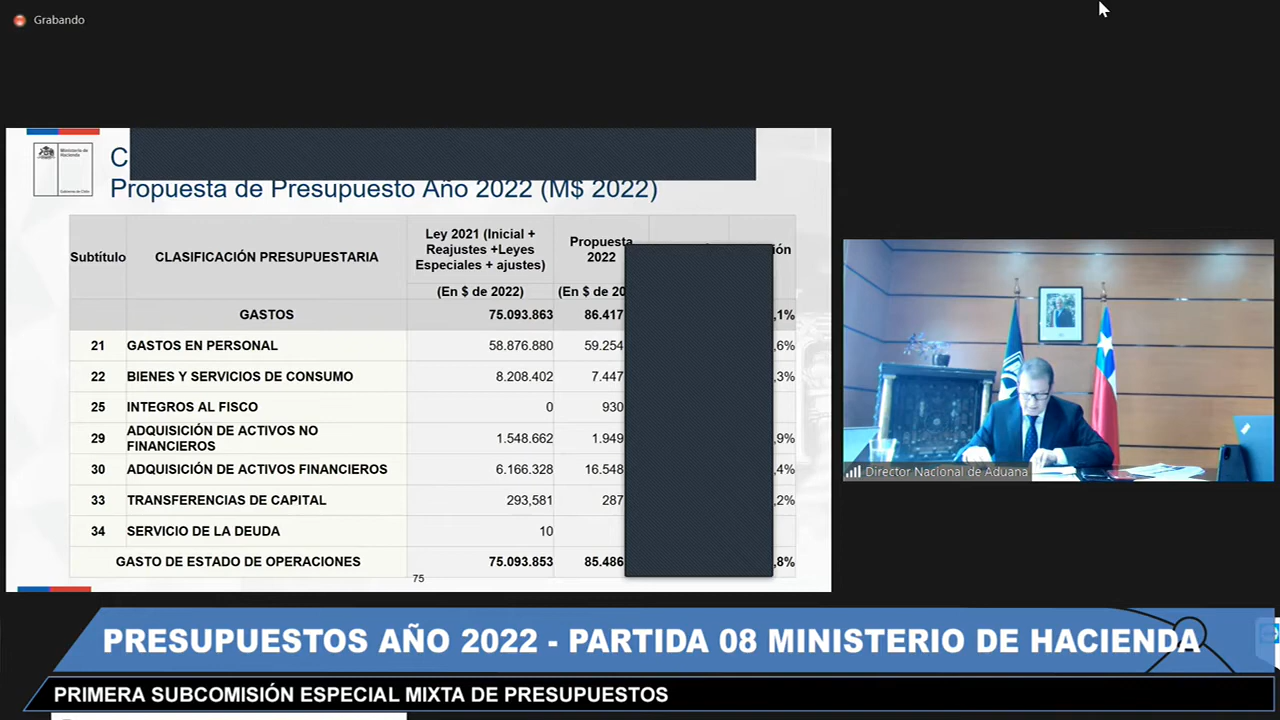 Grabando
Ministerio de
Hacienda
Gobierno de Chile
Propuesta de Presupuesto Año 2022 (M$ 2022)
Subtítulo CLASIFICACIÓN PRESUPUESTARIA Ley 2021 (Inicial + Reajustes +Leyes Especiales + ajustes) Propuesta 2022
(En $ de 2022) (En $ de
GASTOS 75.093.863 86.417 ,1%
21 GASTOS EN PERSONAL 58.876.880 59.254 ,6%
22 BIENES Y SERVICIOS DE CONSUMO 8.208.402 7.447 ,3%
25 INTEGROS AL FISCO 0 930
29 ADQUISICIÓN DE ACTIVOS NO FINANCIEROS 1.548.662 1.949 ,9%
30 ADQUISICIÓN DE ACTIVOS FINANCIEROS 6.166.328 16.548 ,4%
33 TRANSFERENCIAS DE CAPITAL 293,581 287 ,2%
34 SERVICIO DE LA DEUDA 10
GASTO DE ESTADO DE OPERACIONES 75.093.853 85.486 ,8%
75
Director Nacional de Aduana
PRESUPUESTOS AÑO 2022 - PARTIDA 08 MINISTERIO DE HACIENDA
PRIMERA SUBCOMISIÓN ESPECIAL MIXTA DE PRESUPUESTOS